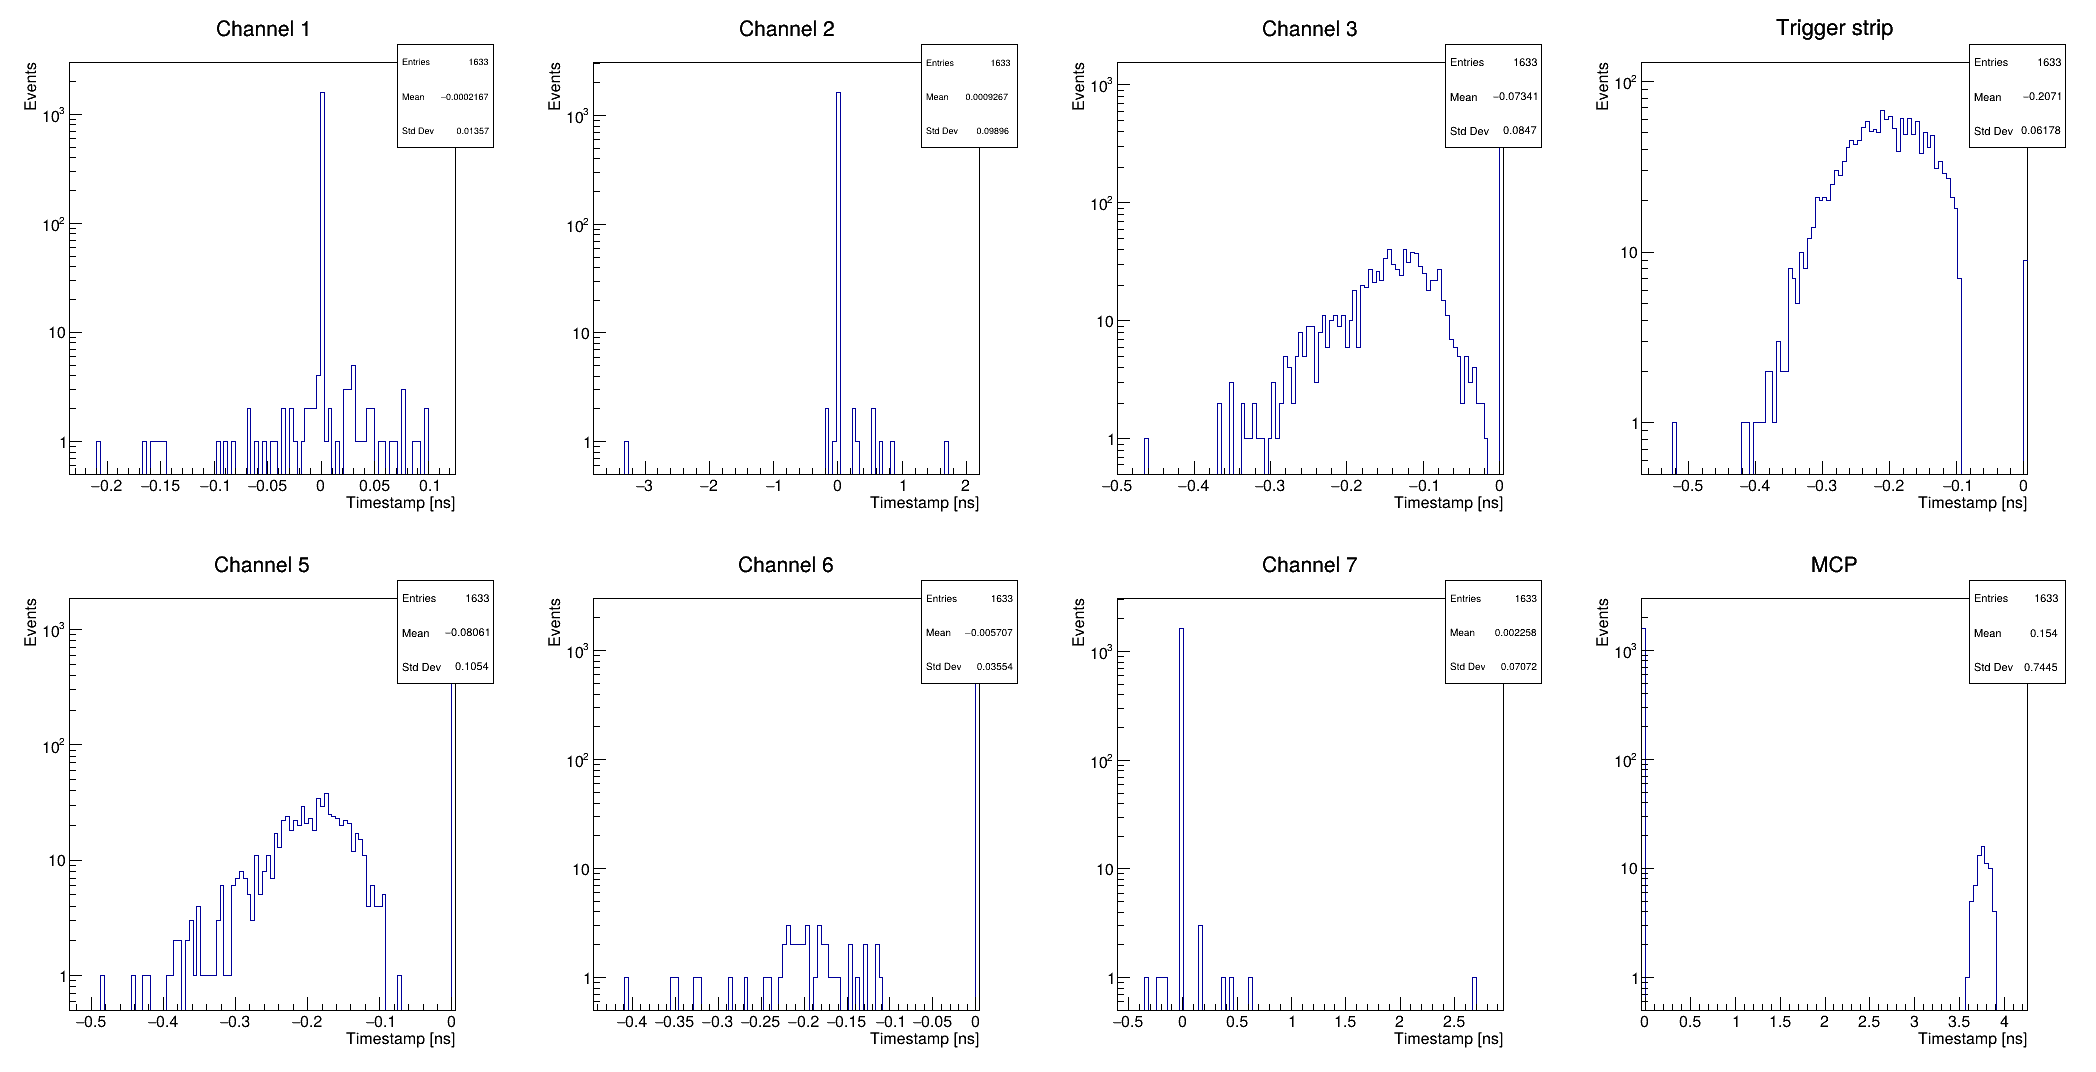 Channel 1
Events
Entries 1633
Mean −0.0002167
Std Dev 0.01357
10³
10²
10
1
−0.2 −0.15 −0.1 −0.05 0 0.05 0.1
Timestamp [ns]
Channel 2
Events
Entries 1633
Mean 0.0009267
Std Dev 0.09896
10³
10²
10
1
−3 −2 −1 0 1 2
Timestamp [ns]
Channel 3
Events
Entries 1633
Mean −0.07341
Std Dev 0.0847
10³
10²
10
1
−0.5 −0.4 −0.3 −0.2 −0.1 0
Timestamp [ns]
Trigger strip
Events
Entries 1633
Mean −0.2071
Std Dev 0.06178
10²
10
1
−0.5 −0.4 −0.3 −0.2 −0.1 0
Timestamp [ns]
Channel 5
Events
Entries 1633
Mean −0.08061
Std Dev 0.1054
10³
10²
10
1
−0.5 −0.4 −0.3 −0.2 −0.1 0
Timestamp [ns]
Channel 6
Events
Entries 1633
Mean −0.005707
Std Dev 0.03554
10³
10²
10
1
−0.4 −0.35 −0.3 −0.25 −0.2 −0.15 −0.1 −0.05 0
Timestamp [ns]
Channel 7
Events
Entries 1633
Mean 0.002258
Std Dev 0.07072
10³
10²
10
1
−0.5 0 0.5 1 1.5 2 2.5
Timestamp [ns]
MCP
Events
Entries 1633
Mean 0.154
Std Dev 0.7445
10³
10²
10
1
0 0.5 1 1.5 2 2.5 3 3.5 4
Timestamp [ns]